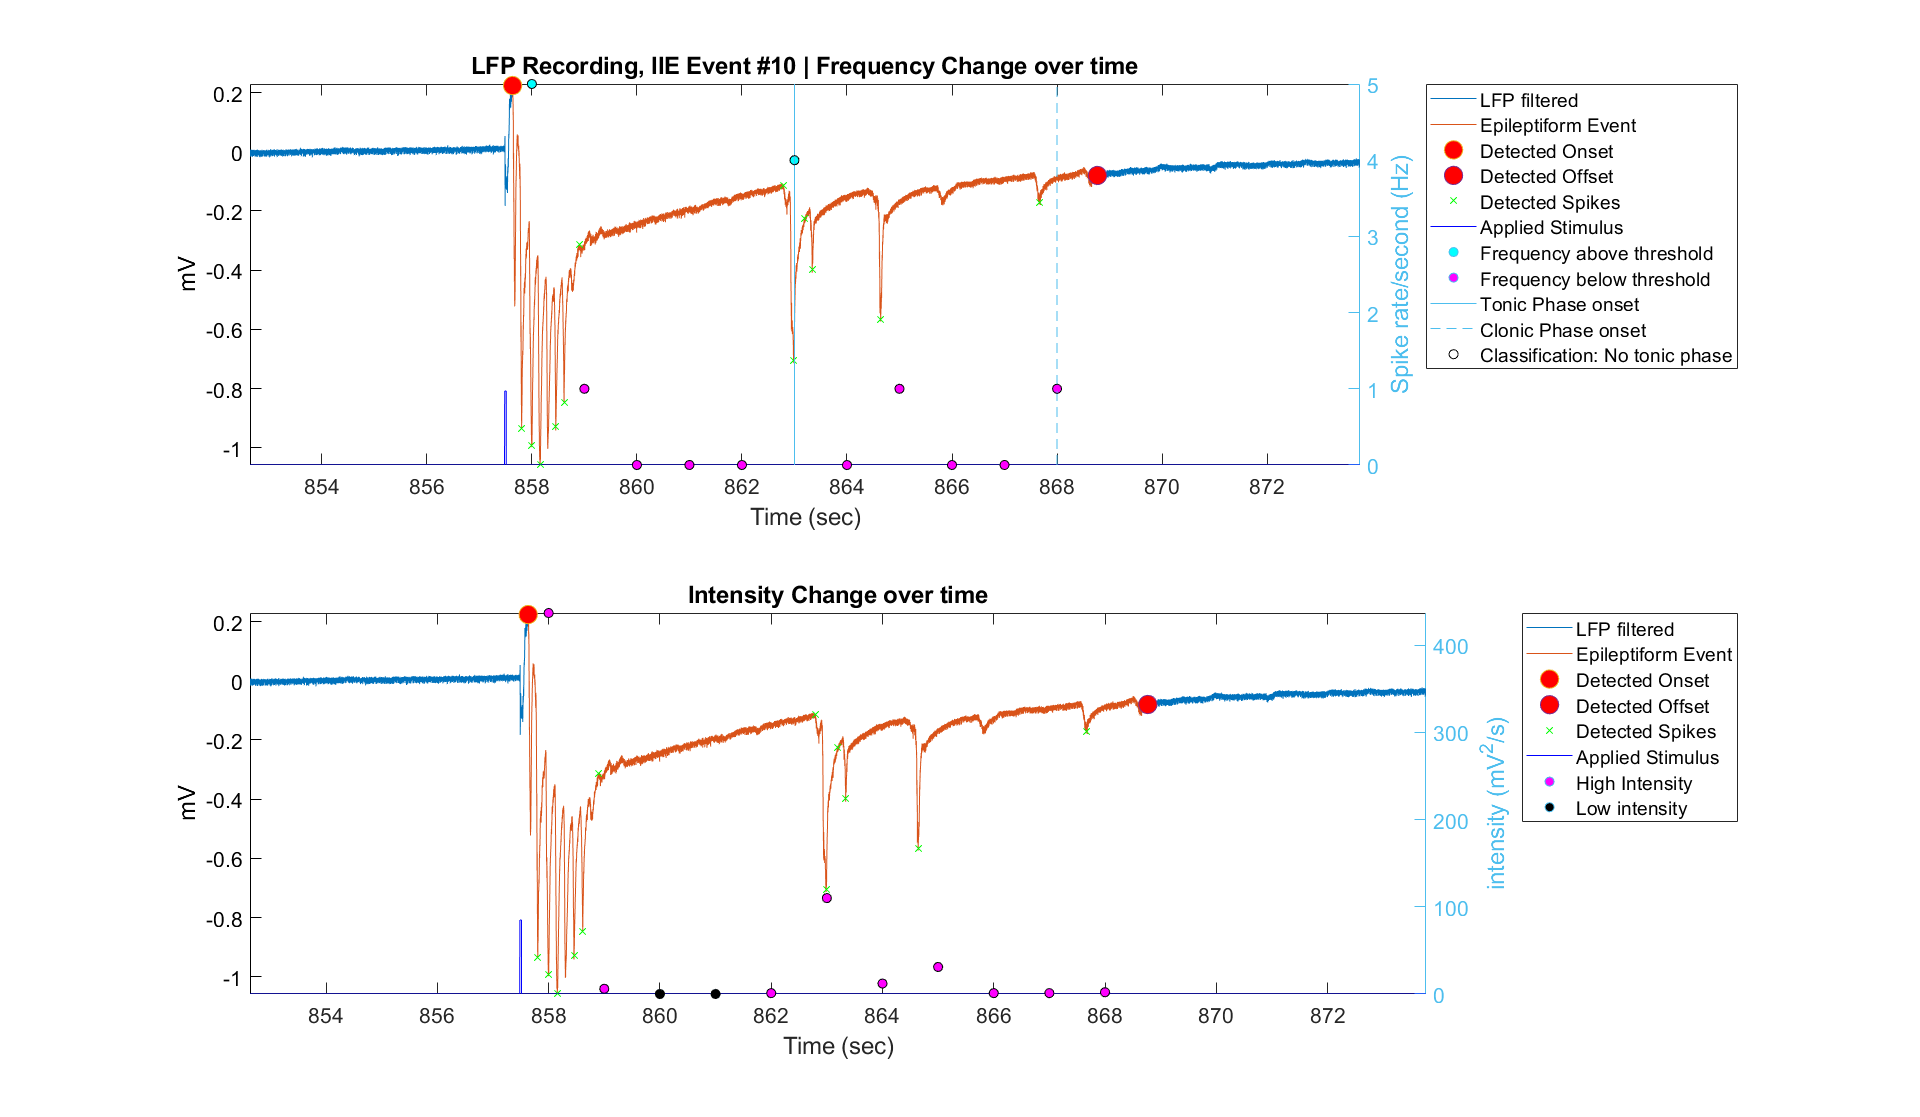 LFP Recording, IIE Event #10 | Frequency Change over time
0.2
0
-0.2
-0.4
-0.6
-0.8
-1
mV
5
4
3
2
1
0
Spike rate/second (Hz)
854 856 858 860 862 864 866 868 870 872
Time (sec)
LFP filtered
Epileptiform Event
Detected Onset
Detected Offset
Detected Spikes
Applied Stimulus
Frequency above threshold
Frequency below threshold
Tonic Phase onset
Clonic Phase onset
Classification: No tonic phase
Intensity Change over time
0.2
0
-0.2
-0.4
-0.6
-0.8
-1
mV
400
300
200
100
0
intensity (mV²/s)
854 856 858 860 862 864 866 868 870 872
Time (sec)
LFP filtered
Epileptiform Event
Detected Onset
Detected Offset
Detected Spikes
Applied Stimulus
High Intensity
Low intensity